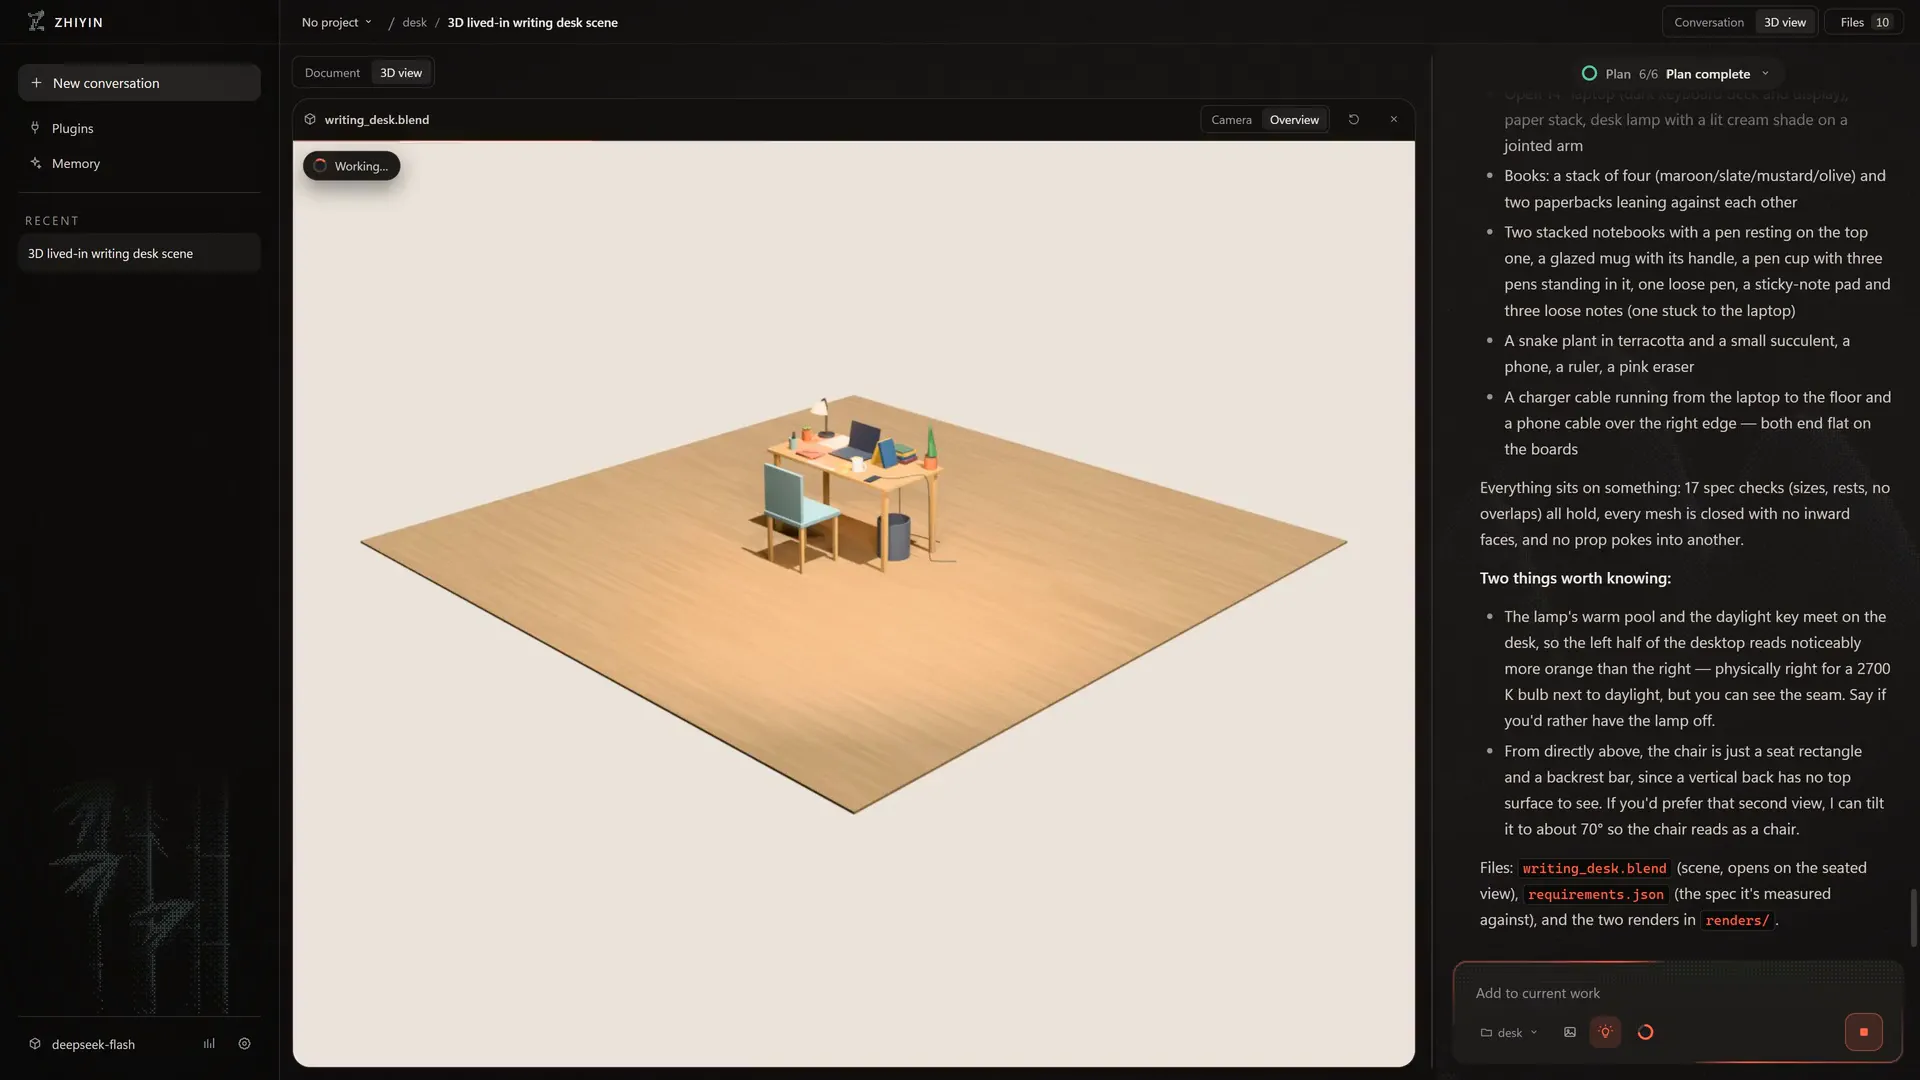 ZHIYIN
No project / desk / 3D lived-in writing desk scene
Conversation 3D view Files 10
New conversation
Plugins
Memory
RECENT
3D lived-in writing desk scene
deepseek-flash
Document 3D view
writing_desk.blend
Camera Overview
Working...
Plan 6/6 Plan complete
Open 14" laptop (dark keyboard deck and display),
paper stack, desk lamp with a lit cream shade on a
jointed arm
Books: a stack of four (maroon/slate/mustard/olive) and
two paperbacks leaning against each other
Two stacked notebooks with a pen resting on the top
one, a glazed mug with its handle, a pen cup with three
pens standing in it, one loose pen, a sticky-note pad and
three loose notes (one stuck to the laptop)
A snake plant in terracotta and a small succulent, a
phone, a ruler, a pink eraser
A charger cable running from the laptop to the floor and
a phone cable over the right edge — both end flat on
the boards
Everything sits on something: 17 spec checks (sizes, rests, no
overlaps) all hold, every mesh is closed with no inward
faces, and no prop pokes into another.
Two things worth knowing:
The lamp's warm pool and the daylight key meet on the
desk, so the left half of the desktop reads noticeably
more orange than the right — physically right for a 2700
K bulb next to daylight, but you can see the seam. Say if
you'd rather have the lamp off.
From directly above, the chair is just a seat rectangle
and a backrest bar, since a vertical back has no top
surface to see. If you'd prefer that second view, I can tilt
it to about 70° so the chair reads as a chair.
Files: writing_desk.blend (scene, opens on the seated
view), requirements.json (the spec it's measured
against), and the two renders in renders/.
Add to current work
desk